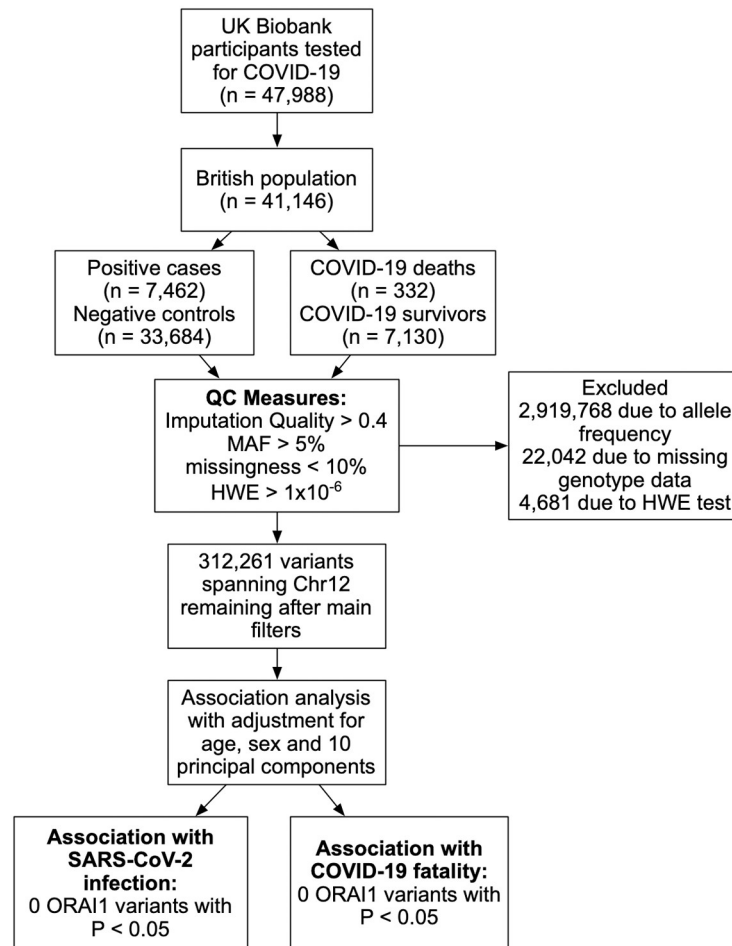 UK Biobank
participants tested
for COVID-19
(n = 47,988)
British population
(n = 41,146)
Positive cases
(n = 7,462)
Negative controls
(n = 33,684)
COVID-19 deaths
(n = 332)
COVID-19 survivors
(n = 7,130)
QC Measures:
Imputation Quality > 0.4
MAF > 5%
missingness < 10%
HWE > 1x10⁻⁶
Excluded
2,919,768 due to allele
frequency
22,042 due to missing
genotype data
4,681 due to HWE test
312,261 variants
spanning Chr12
remaining after main
filters
Association analysis
with adjustment for
age, sex and 10
principal components
Association with
SARS-CoV-2
infection:
0 ORAI1 variants with
P < 0.05
Association with
COVID-19 fatality:
0 ORAI1 variants with
P < 0.05